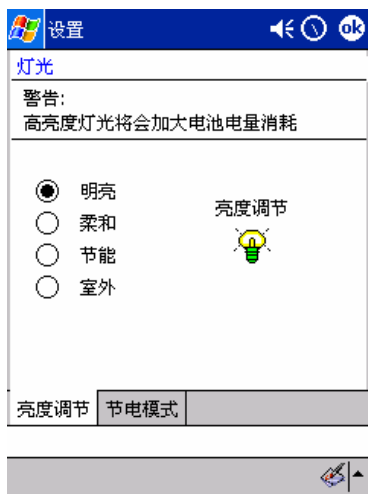 设置
ok
灯光
警告:
高亮度灯光将会加大电池电量消耗
明亮
柔和
节能
室外
亮度调节
亮度调节 节电模式